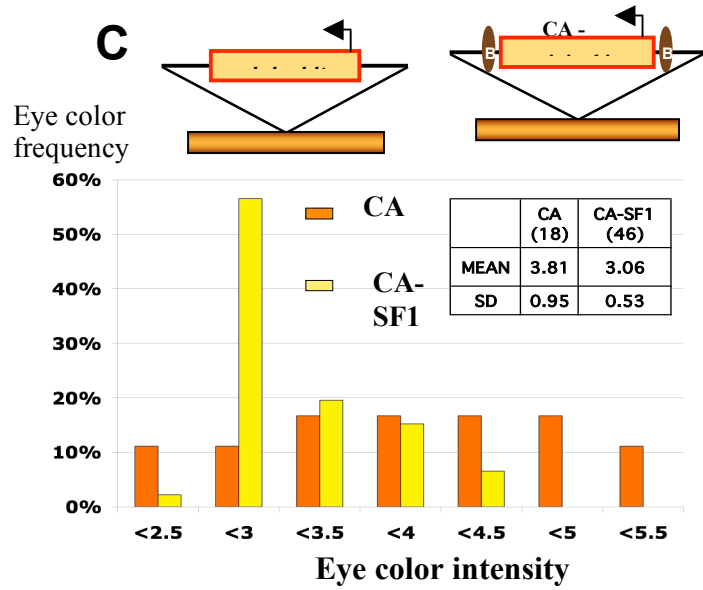 C
CA -
B B
Eye color
frequency
60%
50%
40%
30%
20%
10%
0%
CA
CA-
SF1
CA CA-SF1
(18) (46)
MEAN 3.81 3.06
SD 0.95 0.53
<2.5 <3 <3.5 <4 <4.5 <5 <5.5
Eye color intensity